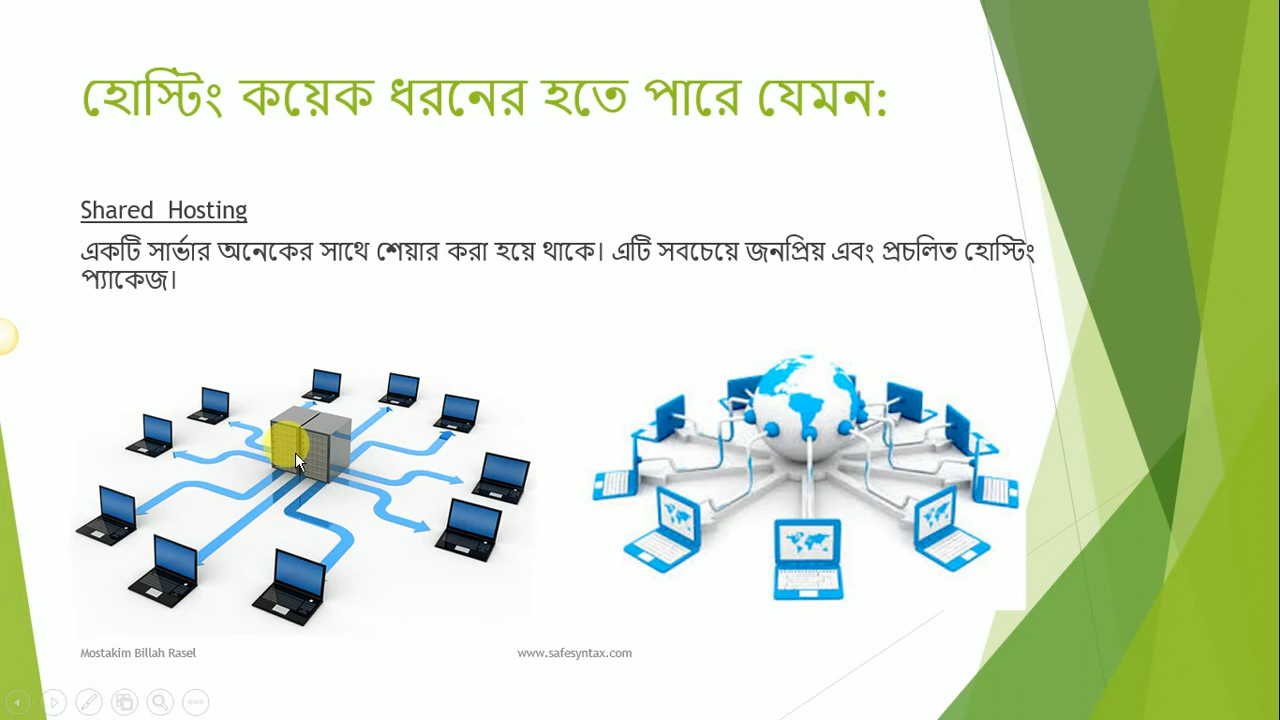 হোস্টিং কয়েক ধরনের হতে পারে যেমন:
Shared Hosting
একটি সার্ভার অনেকের সাথে শেয়ার করা হয়ে থাকে। এটি সবচেয়ে জনপ্রিয় এবং প্রচলিত হোস্টিং
প্যাকেজ।
Mostakim Billah Rasel
www.safesyntax.com